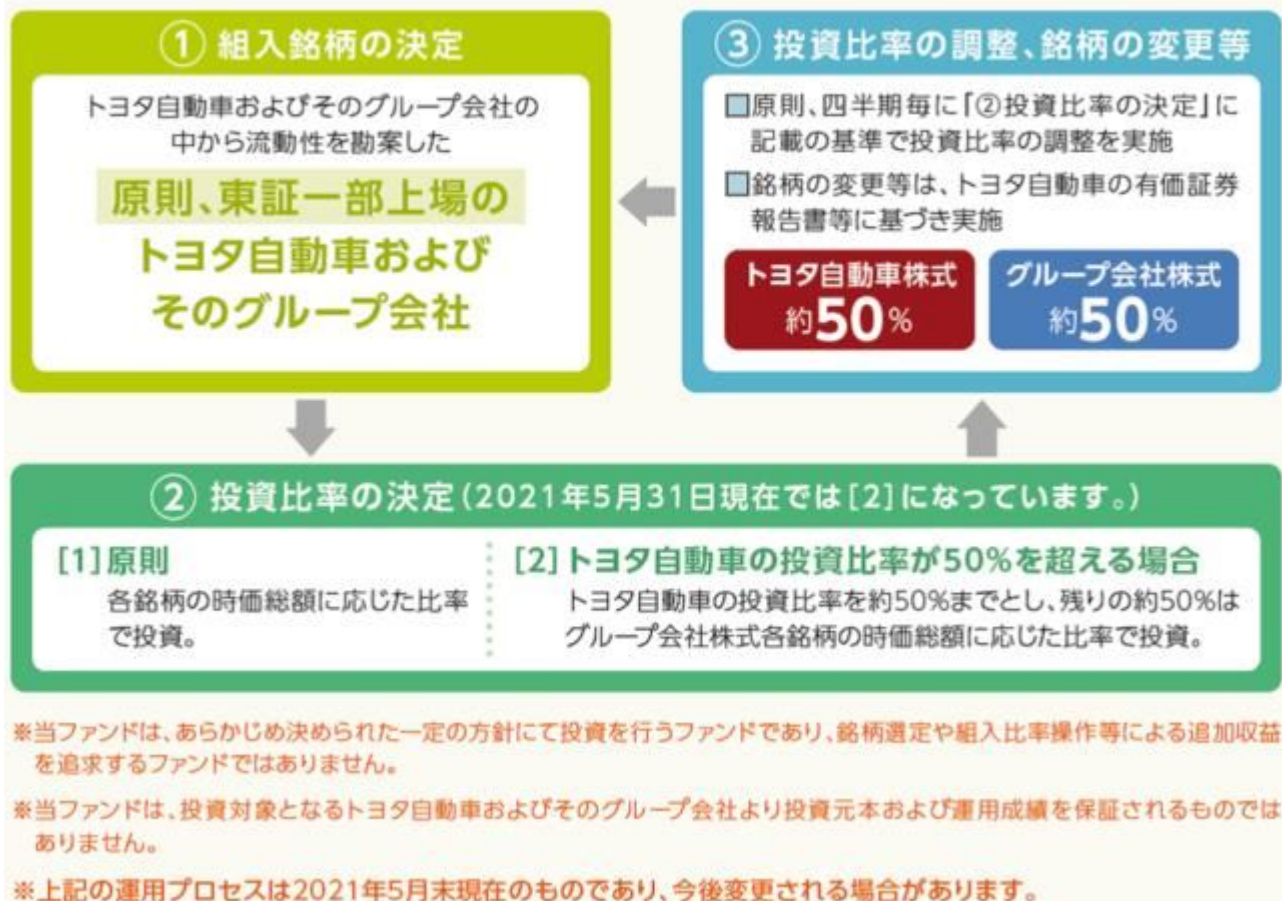 ① 組入銘柄の決定
トヨタ自動車およびそのグループ会社の
中から流動性を勘案した
原則、東証一部上場の
トヨタ自動車および
そのグループ会社
② 投資比率の決定(2021年5月31日現在では[2]になっています。)
[1]原則
各銘柄の時価総額に応じた比率
で投資。
[2]トヨタ自動車の投資比率が50%を超える場合
トヨタ自動車の投資比率を約50%までとし、残りの約50%は
グループ会社株式各銘柄の時価総額に応じた比率で投資。
③ 投資比率の調整、銘柄の変更等
□原則、四半期毎に「②投資比率の決定」に
記載の基準で投資比率の調整を実施
□銘柄の変更等は、トヨタ自動車の有価証券
報告書等に基づき実施
トヨタ自動車株式
約50%
グループ会社株式
約50%
※当ファンドは、あらかじめ決められた一定の方針にて投資を行うファンドであり、銘柄選定や組入比率操作等による追加収益
を追求するファンドではありません。
※当ファンドは、投資対象となるトヨタ自動車およびそのグループ会社より投資元本および運用成績を保証されるものでは
ありません。
※上記の運用プロセスは2021年5月末現在のものであり、今後変更される場合があります。